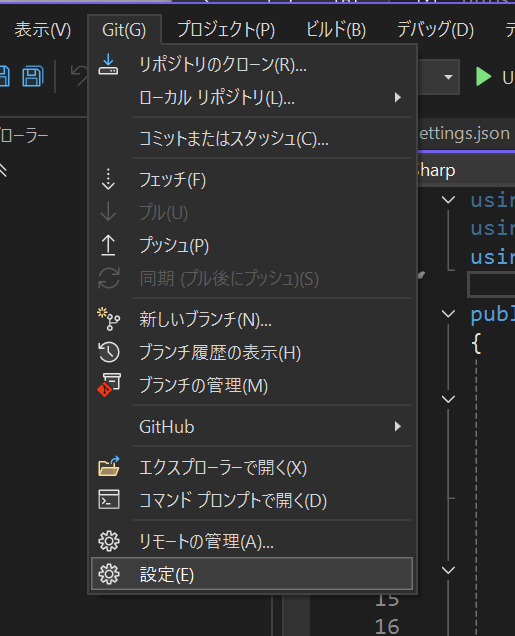 表示(V) Git(G) プロジェクト(P) ビルド(B) デバッグ(D)
リポジトリのクローン(R)...
ローカル リポジトリ(L)...
コミットまたはスタッシュ(C)...
フェッチ(F)
プル(U)
プッシュ(P)
同期 (プル後にプッシュ)(S)
新しいブランチ(N)...
ブランチ履歴の表示(H)
ブランチの管理(M)
GitHub
エクスプローラーで開く(X)
コマンド プロンプトで開く(D)
リモートの管理(A)...
設定(E)
U
ローラー
ettings.json
harp
usin
usin
usin
publ
{
15
16